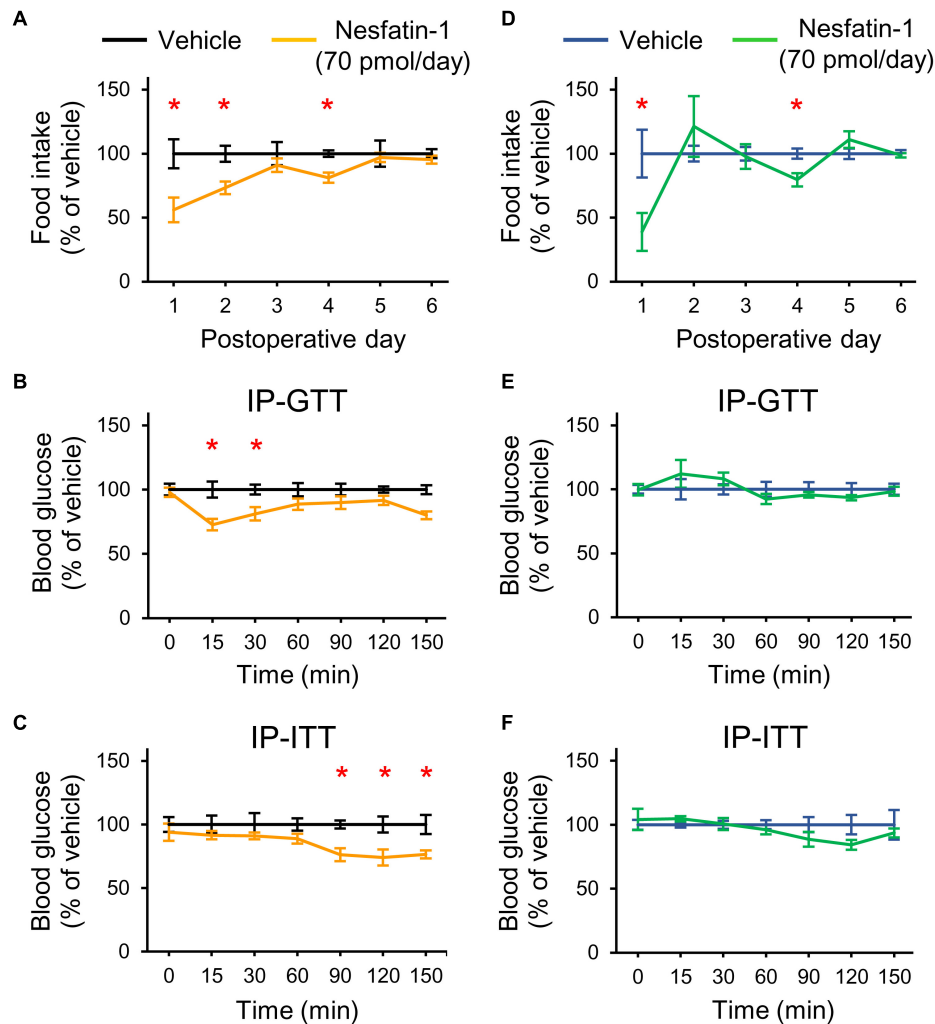 A
Vehicle
Nesfatin-1
(70 pmol/day)
Food intake
(% of vehicle)
150
100
50
0
*
*
*
1 2 3 4 5 6
Postoperative day
D
Vehicle
Nesfatin-1
(70 pmol/day)
Food intake
(% of vehicle)
150
100
50
0
*
*
1 2 3 4 5 6
Postoperative day
B
IP-GTT
Blood glucose
(% of vehicle)
150
100
50
0
*
*
0 15 30 60 90 120 150
Time (min)
E
IP-GTT
Blood glucose
(% of vehicle)
150
100
50
0
0 15 30 60 90 120 150
Time (min)
C
IP-ITT
Blood glucose
(% of vehicle)
150
100
50
0
*
*
*
0 15 30 60 90 120 150
Time (min)
F
IP-ITT
Blood glucose
(% of vehicle)
150
100
50
0
0 15 30 60 90 120 150
Time (min)